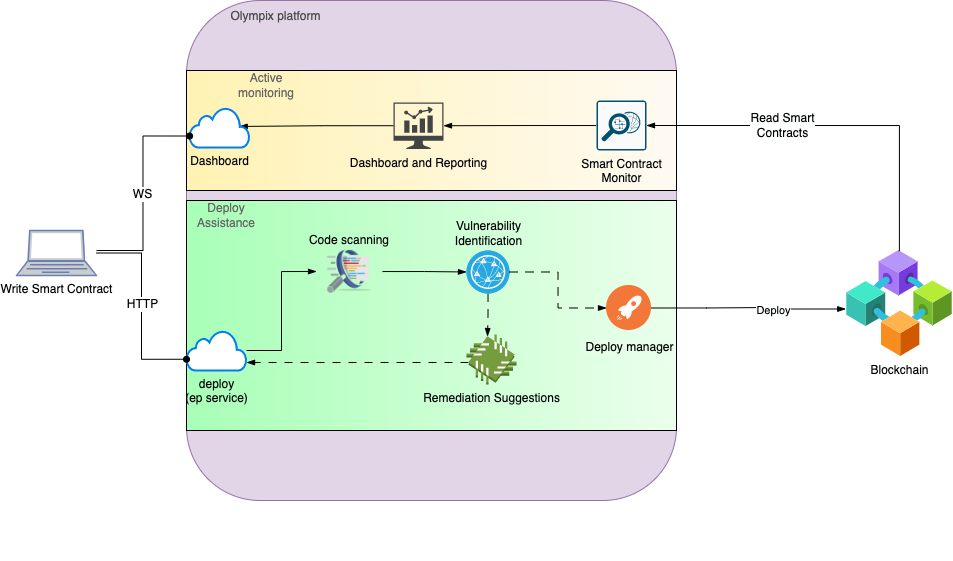 Olympix platform
Active
monitoring
Read Smart
Contracts
Dashboard
Dashboard and Reporting
Smart Contract
Monitor
WS
Deploy
Assistance
Vulnerability
Identification
Code scanning
Write Smart Contract
HTTP
Deploy
Deploy manager
Blockchain
deploy
(ep service)
Remediation Suggestions